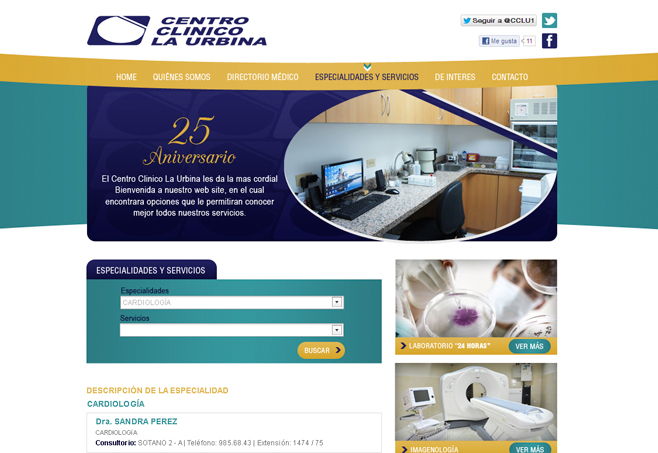 CENTRO
CLINICO
LA URBINA
Seguir a @CCLU1
Me gusta 11
HOME QUIÉNES SOMOS DIRECTORIO MÉDICO ESPECIALIDADES Y SERVICIOS DE INTERES CONTACTO
25
Aniversario
El Centro Clinico La Urbina les da la mas cordial
Bienvenida a nuestro web site, en el cual
encontrara opciones que le permitiran conocer
mejor todos nuestros servicios.
ESPECIALIDADES Y SERVICIOS
Especialidades
CARDIOLOGÍA
Servicios
BUSCAR
LABORATORIO "24 HORAS" VER MÁS
DESCRIPCIÓN DE LA ESPECIALIDAD
CARDIOLOGÍA
Dra. SANDRA PEREZ
CARDIOLOGÍA
Consultorio: SOTANO 2 - A | Teléfono: 985.68.43 | Extensión: 1474 / 75
IMAGENOLOGÍA VER MÁS